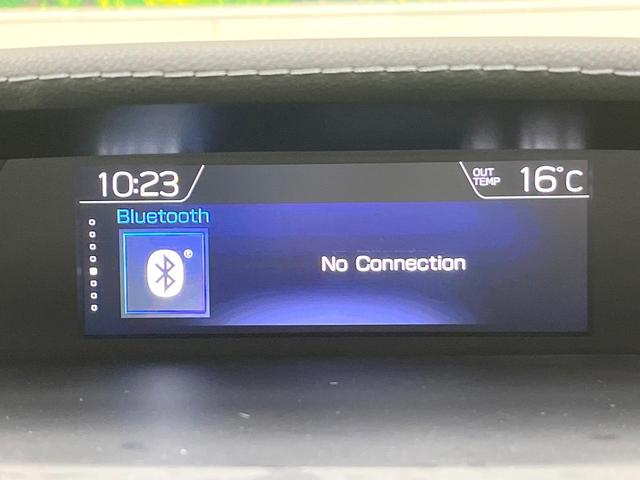 10:23
OUT
TEMP
16°C
Bluetooth
®
No Connection